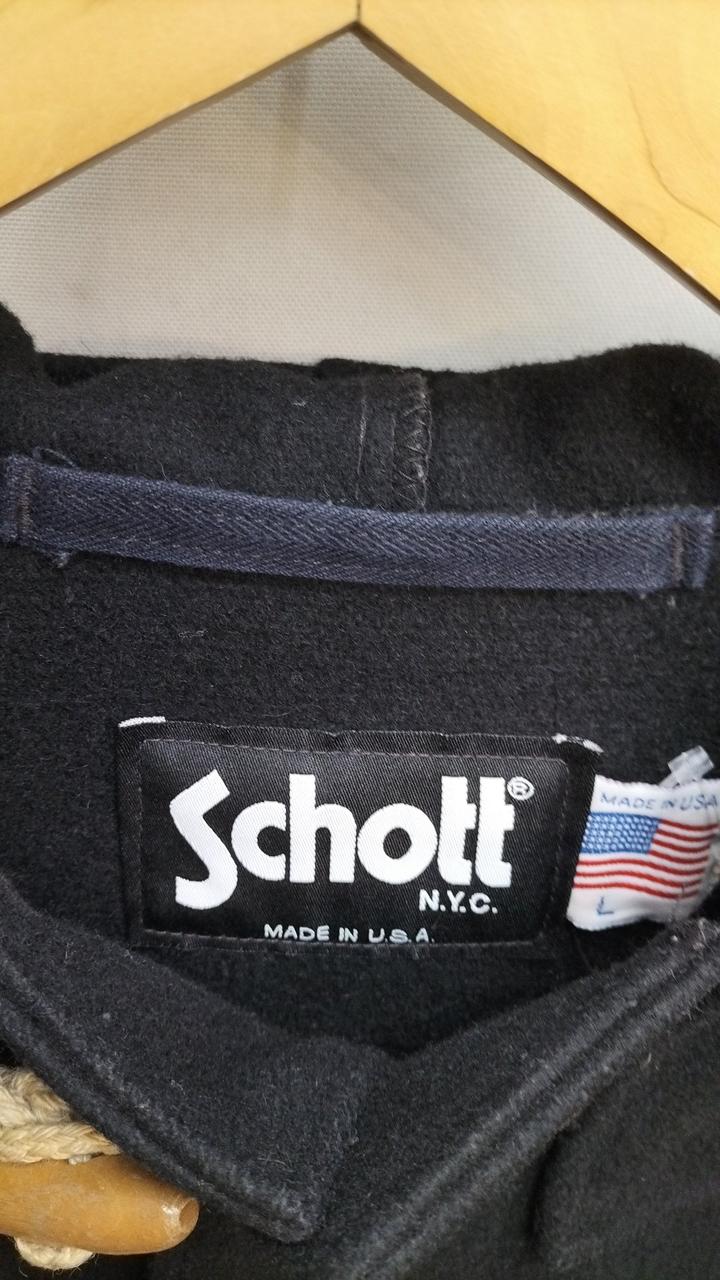 Schott®
N.Y.C.
MADE IN U.S.A.
MADE IN USA
L